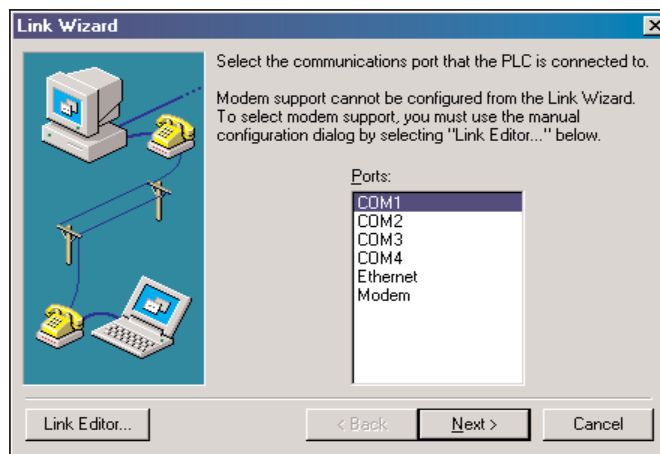 Link Wizard
Select the communications port that the PLC is connected to.
Modem support cannot be configured from the Link Wizard.
To select modem support, you must use the manual
configuration dialog by selecting "Link Editor..." below.
Ports:
COM1
COM2
COM3
COM4
Ethernet
Modem
Link Editor...
< Back
Next >
Cancel